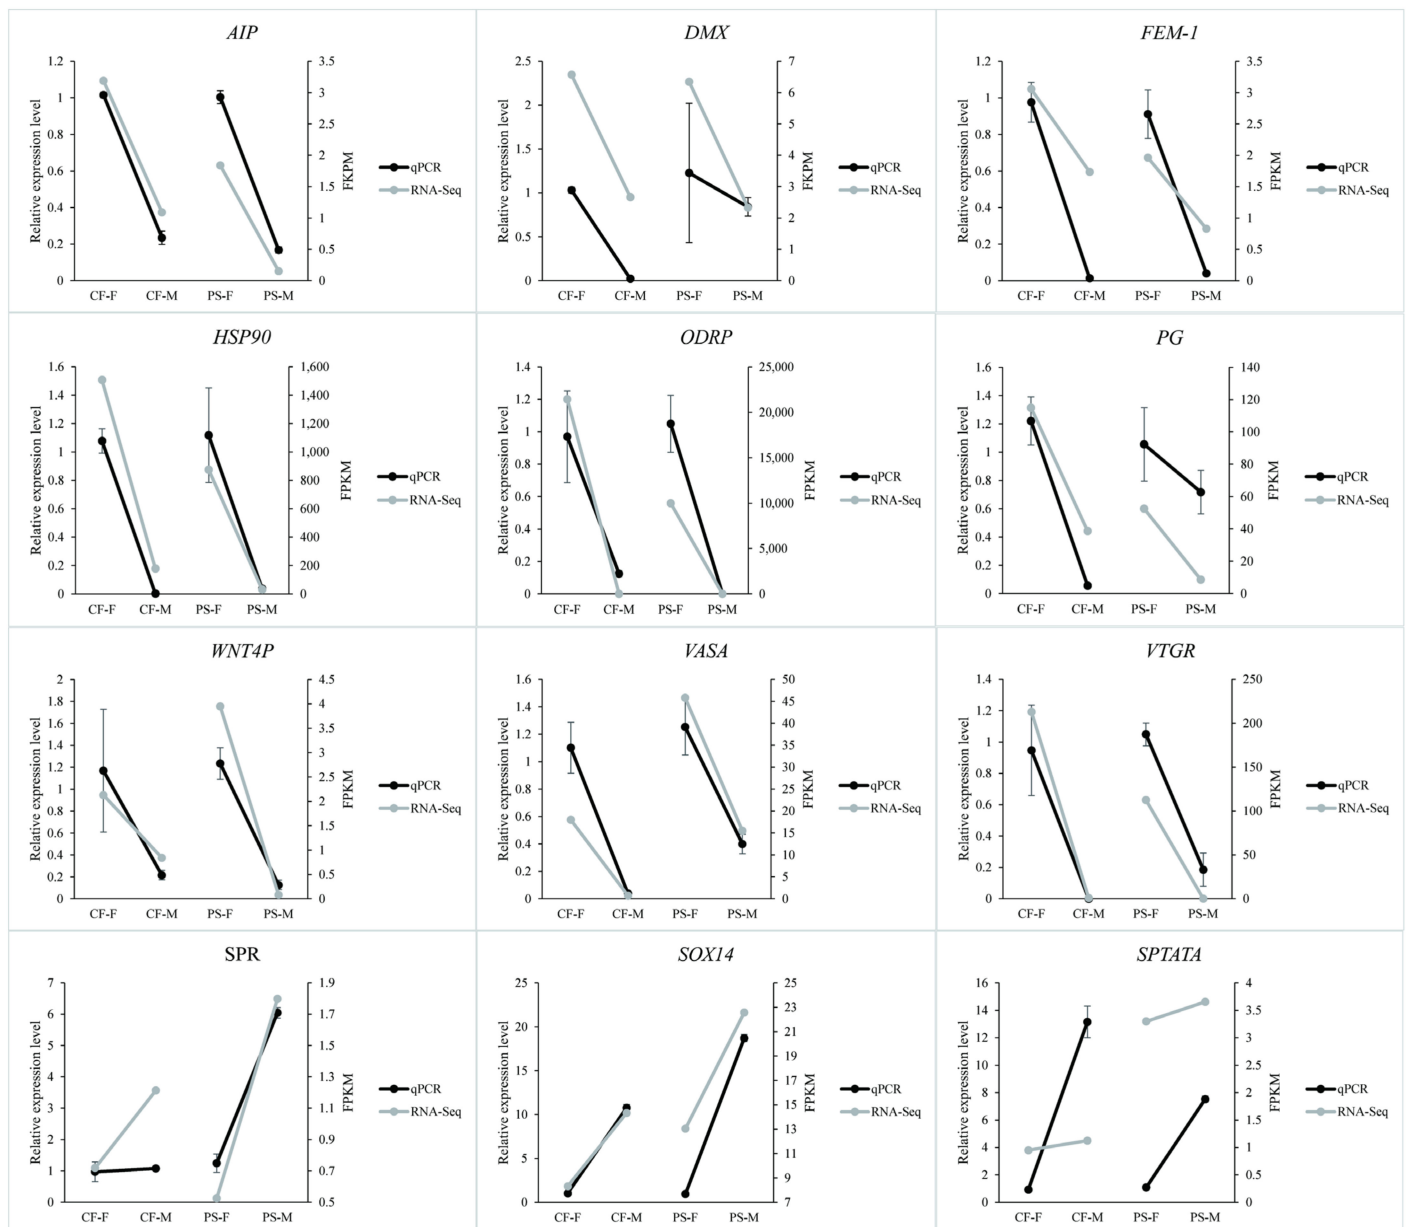 AIP
1.2
1
0.8
0.6
0.4
0.2
0
Relative expression level
3.5
3
2.5
2
1.5
1
0.5
0
FKPM
CF-F CF-M PS-F PS-M
qPCR
RNA-Seq
DMX
2.5
2
1.5
1
0.5
0
Relative expression level
7
6
5
4
3
2
1
0
FPKM
CF-F CF-M PS-F PS-M
qPCR
RNA-Seq
FEM-1
1.2
1
0.8
0.6
0.4
0.2
0
Relative expression level
3.5
3
2.5
2
1.5
1
0.5
0
FPKM
CF-F CF-M PS-F PS-M
qPCR
RNA-Seq
HSP90
1.6
1.4
1.2
1
0.8
0.6
0.4
0.2
0
Relative expression level
1,600
1,400
1,200
1,000
800
600
400
200
0
FPKM
CF-F CF-M PS-F PS-M
qPCR
RNA-Seq
ODRP
1.4
1.2
1
0.8
0.6
0.4
0.2
0
Relative expression level
25,000
20,000
15,000
10,000
5,000
0
FPKM
CF-F CF-M PS-F PS-M
qPCR
RNA-Seq
PG
1.6
1.4
1.2
1
0.8
0.6
0.4
0.2
0
Relative expression level
140
120
100
80
60
40
20
0
FPKM
CF-F CF-M PS-F PS-M
qPCR
RNA-Seq
WNT4P
2
1.8
1.6
1.4
1.2
1
0.8
0.6
0.4
0.2
0
Relative expression level
4.5
4
3.5
3
2.5
2
1.5
1
0.5
0
FPKM
CF-F CF-M PS-F PS-M
qPCR
RNA-Seq
VASA
1.6
1.4
1.2
1
0.8
0.6
0.4
0.2
0
Relative expression level
50
45
40
35
30
25
20
15
10
5
0
FPKM
CF-F CF-M PS-F PS-M
qPCR
RNA-Seq
VTGR
1.4
1.2
1
0.8
0.6
0.4
0.2
0
Relative expression level
250
200
150
100
50
0
FPKM
CF-F CF-M PS-F PS-M
qPCR
RNA-Seq
SPR
7
6
5
4
3
2
1
0
Relative expression level
1.9
1.7
1.5
1.3
1.1
0.9
0.7
0.5
FPKM
CF-F CF-M PS-F PS-M
qPCR
RNA-Seq
SOX14
25
20
15
10
5
0
Relative expression level
25
23
21
19
17
15
13
11
9
7
FPKM
CF-F CF-M PS-F PS-M
qPCR
RNA-Seq
SPTATA
16
14
12
10
8
6
4
2
0
Relative expression level
4
3.5
3
2.5
2
1.5
1
0.5
0
FPKM
CF-F CF-M PS-F PS-M
qPCR
RNA-Seq